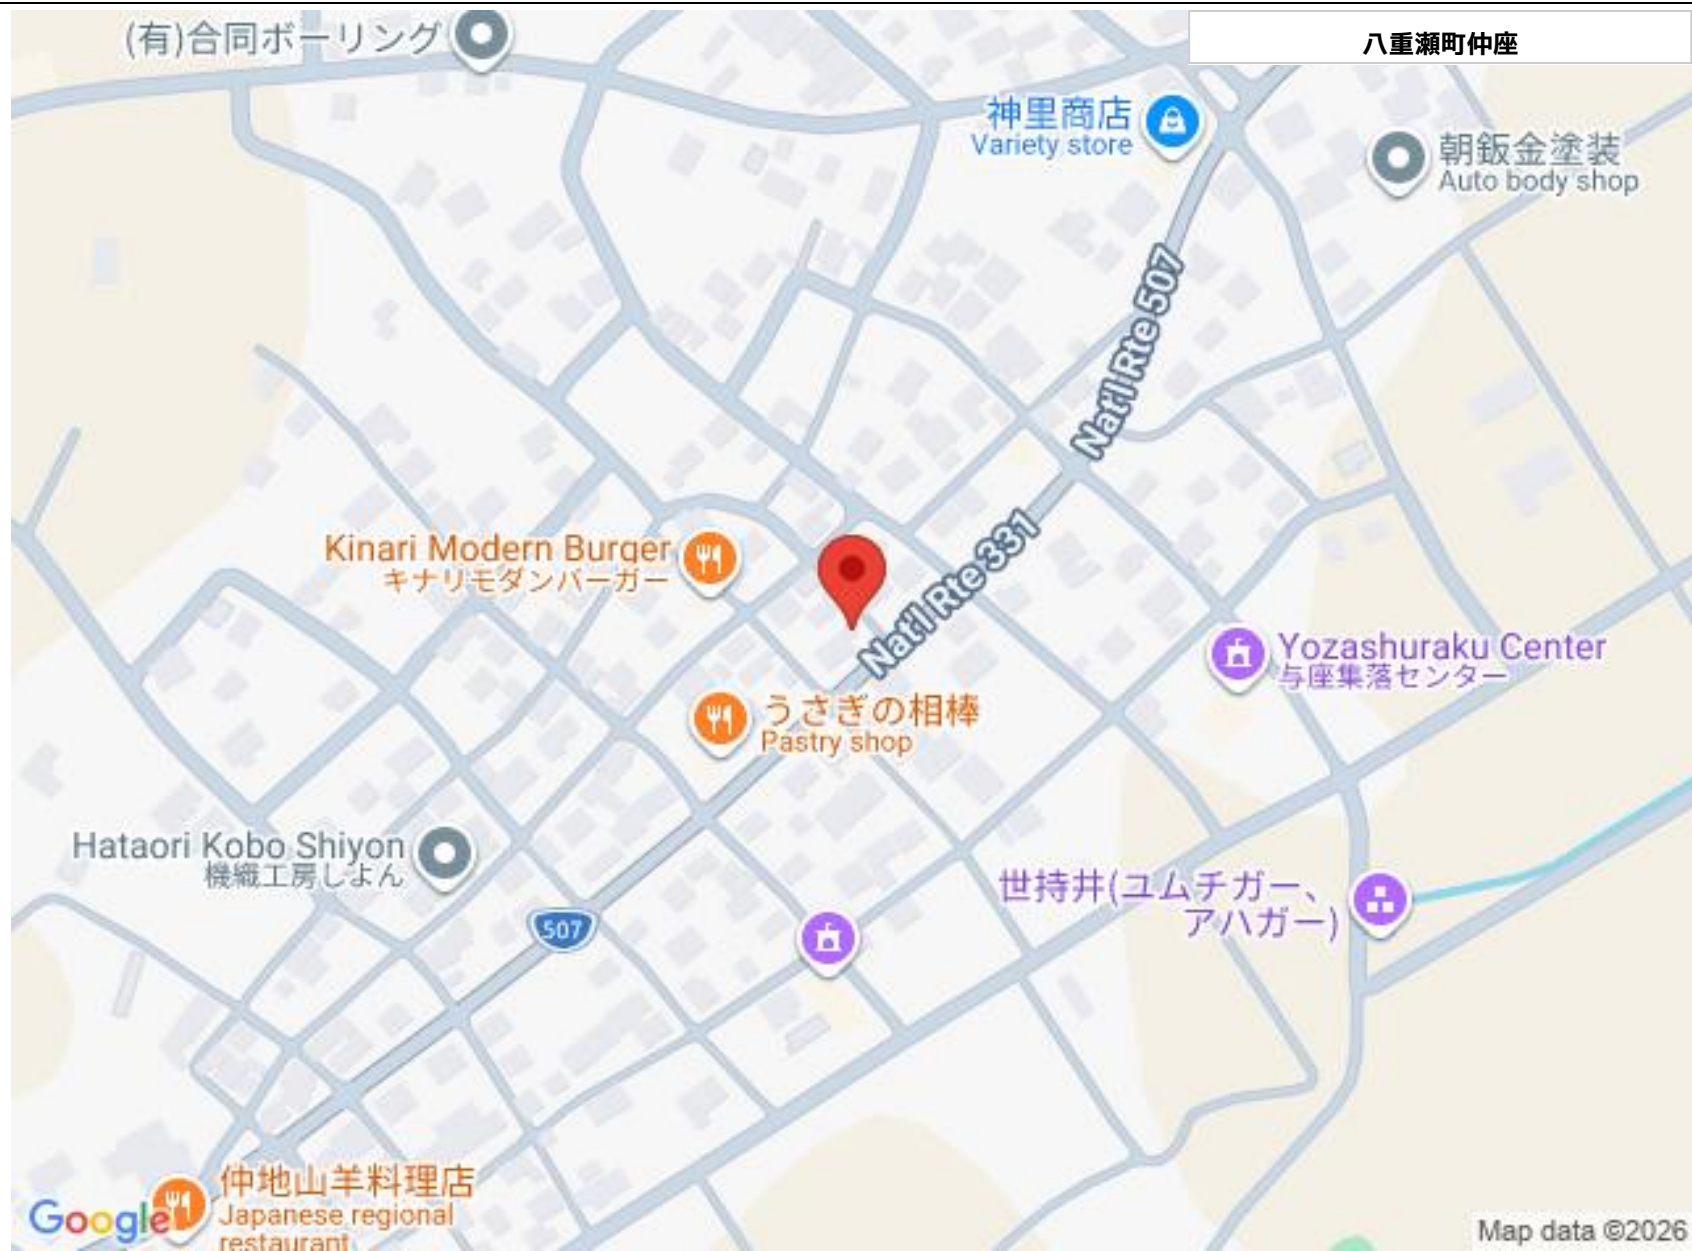 (有)合同ボーリング
八重瀬町仲座
神里商店
Variety store
朝鈑金塗装
Auto body shop
Nat'l Rte 507
Kinari Modern Burger
キナリモダンバーガー
Nat'l Rte 331
Yozashuraku Center
与座集落センター
うさぎの相棒
Pastry shop
Hataori Kobo Shiyon
機織工房しよん
世持井(ユムチガー、
アハガー)
507
仲地山羊料理店
Japanese regional
restaurant
Google
Map data ©2026